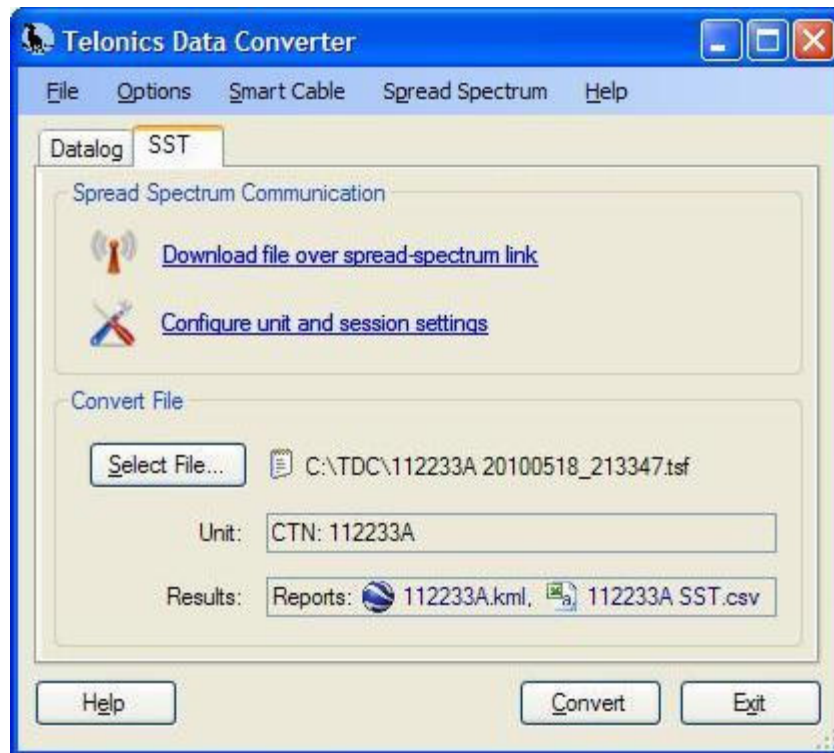 Telonics Data Converter
File Options Smart Cable Spread Spectrum Help
Datalog SST
Spread Spectrum Communication
Download file over spread-spectrum link
Configure unit and session settings
Convert File
Select File... C:\TDC\112233A 20100518_213347.tsf
Unit: CTN: 112233A
Results: Reports: 112233A.kml, 112233A SST.csv
Help Convert Exit